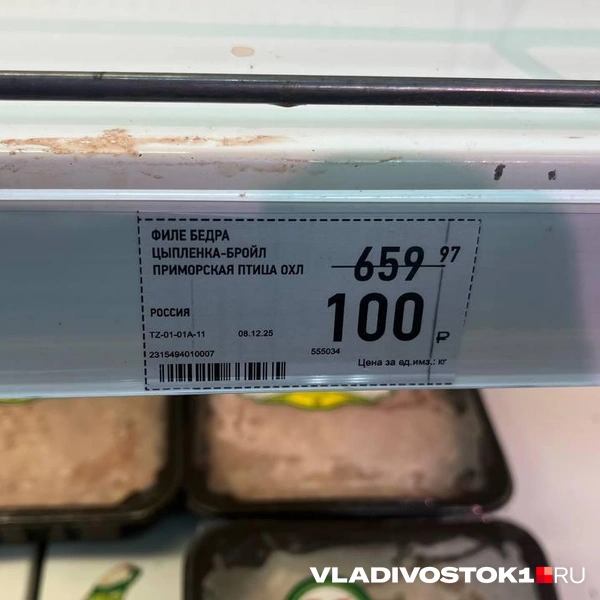 ФИЛЕ БЕДРА
ЦЫПЛЕНКА-БРОЙЛ
ПРИМОРСКАЯ ПТИЦА ОХЛ
659 97
100 ₽
РОССИЯ
TZ-01-01A-11 08.12.25
2315494010007 555034
Цена за ед.изм.: кг
VLADIVOSTOK1.RU